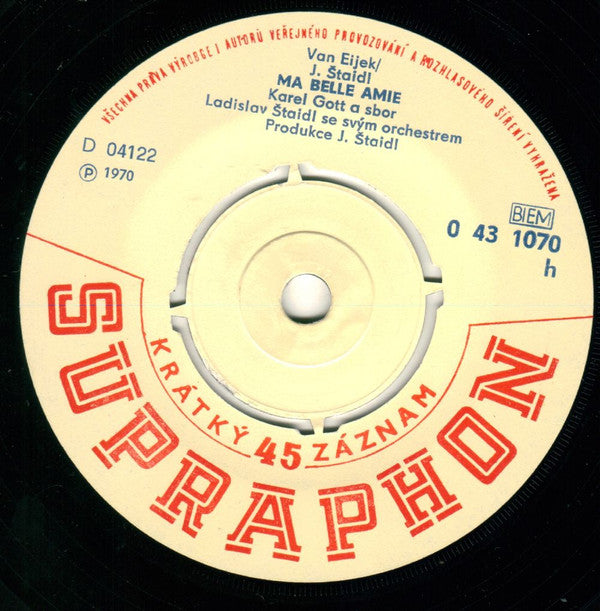 VŠECHNA PRÁVA VÝROBCE I AUTORŮ VEŘEJNÉHO PROVOZOVÁNÍ A ROZHLASOVÉHO ŠÍŘENÍ VYHRAŽENA
Van Eijek/
J. Štaidl
MA BELLE AMIE
Karel Gott a sbor
Ladislav Štaidl se svým orchestrem
Produkce J. Štaidl
D 04122
Ⓟ 1970
BIEM
0 43 1070
h
KRÁTKÝ 45 ZÁZNAM
SUPRAPHON